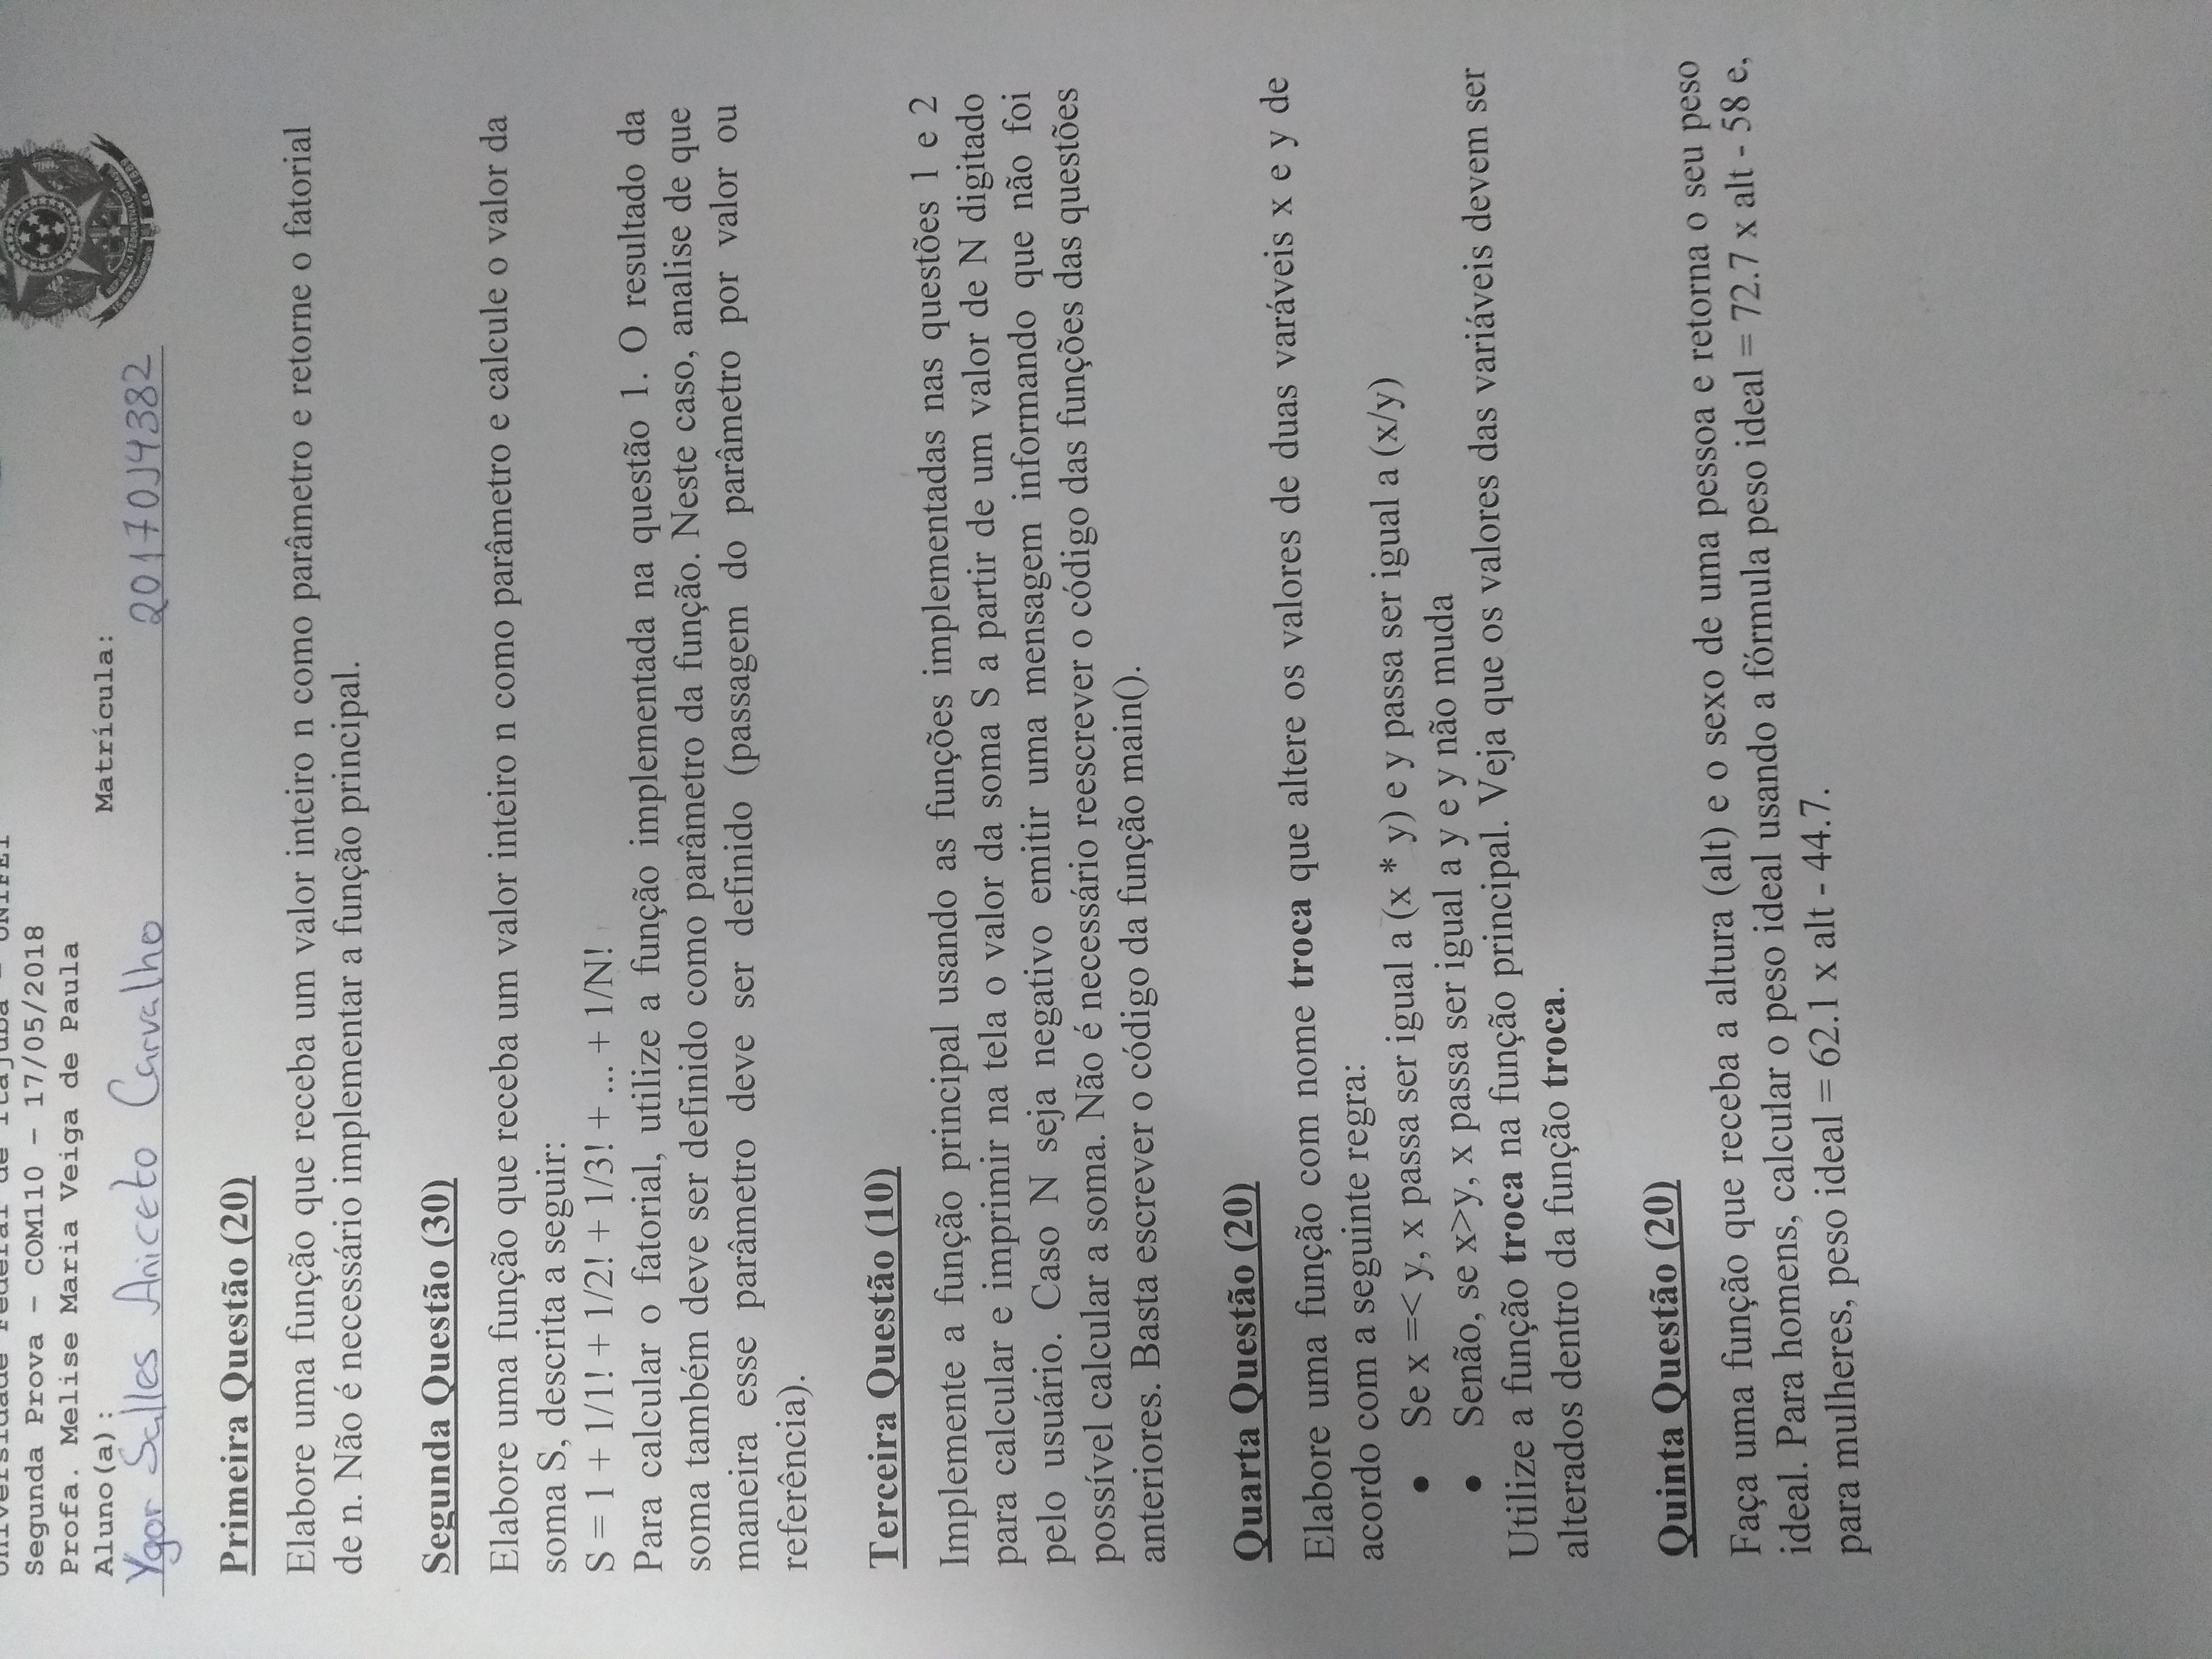 Universidade Federal de Itajubá - UNIFEI
Segunda Prova - COM110 - 17/05/2018
Profa. Melise Maria Veiga de Paula
Aluno(a): Matrícula:
Ygor Salles Aniceto Carvalho 2017014382
Primeira Questão (20)
Elabore uma função que receba um valor inteiro n como parâmetro e retorne o fatorial
de n. Não é necessário implementar a função principal.
Segunda Questão (30)
Elabore uma função que receba um valor inteiro n como parâmetro e calcule o valor da
soma S, descrita a seguir:
S = 1 + 1/1! + 1/2! + 1/3! + ... + 1/N!
Para calcular o fatorial, utilize a função implementada na questão 1. O resultado da
soma também deve ser definido como parâmetro da função. Neste caso, analise de que
maneira esse parâmetro deve ser definido (passagem do parâmetro por valor ou
referência).
Terceira Questão (10)
Implemente a função principal usando as funções implementadas nas questões 1 e 2
para calcular e imprimir na tela o valor da soma S a partir de um valor de N digitado
pelo usuário. Caso N seja negativo emitir uma mensagem informando que não foi
possível calcular a soma. Não é necessário reescrever o código das funções das questões
anteriores. Basta escrever o código da função main().
Quarta Questão (20)
Elabore uma função com nome troca que altere os valores de duas varáveis x e y de
acordo com a seguinte regra:
• Se x =< y, x passa ser igual a (x * y) e y passa ser igual a (x/y)
• Senão, se x>y, x passa ser igual a y e y não muda
Utilize a função troca na função principal. Veja que os valores das variáveis devem ser
alterados dentro da função troca.
Quinta Questão (20)
Faça uma função que receba a altura (alt) e o sexo de uma pessoa e retorna o seu peso
ideal. Para homens, calcular o peso ideal usando a fórmula peso ideal = 72.7 x alt - 58 e,
para mulheres, peso ideal = 62.1 x alt - 44.7.